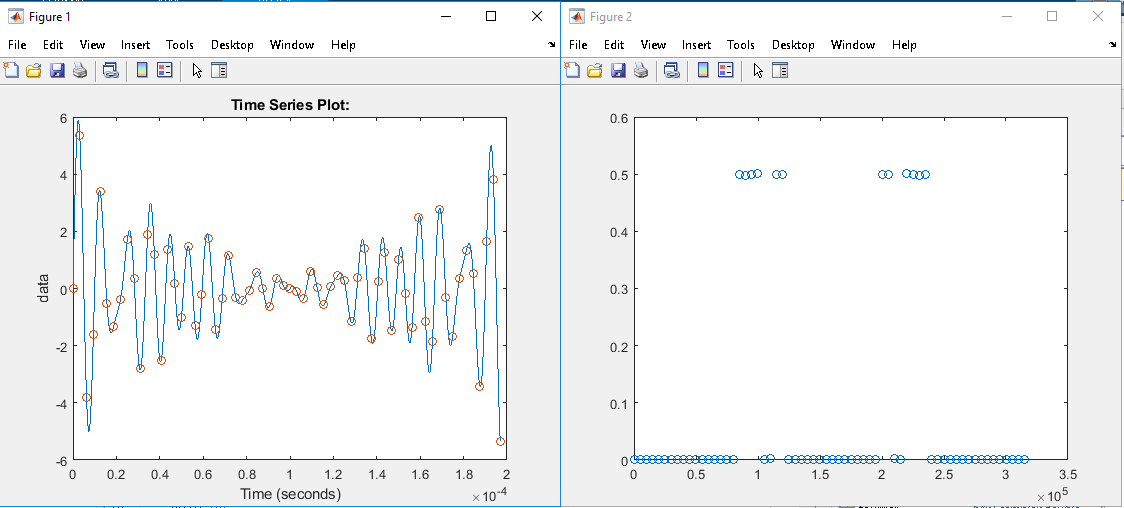 Figure 1
File Edit View Insert Tools Desktop Window Help
Time Series Plot:
6
4
2
0
-2
-4
-6
data
0 0.2 0.4 0.6 0.8 1 1.2 1.4 1.6 1.8 2
Time (seconds)
×10-4
Figure 2
File Edit View Insert Tools Desktop Window Help
0.6
0.5
0.4
0.3
0.2
0.1
0
0 0.5 1 1.5 2 2.5 3 3.5
×10^5